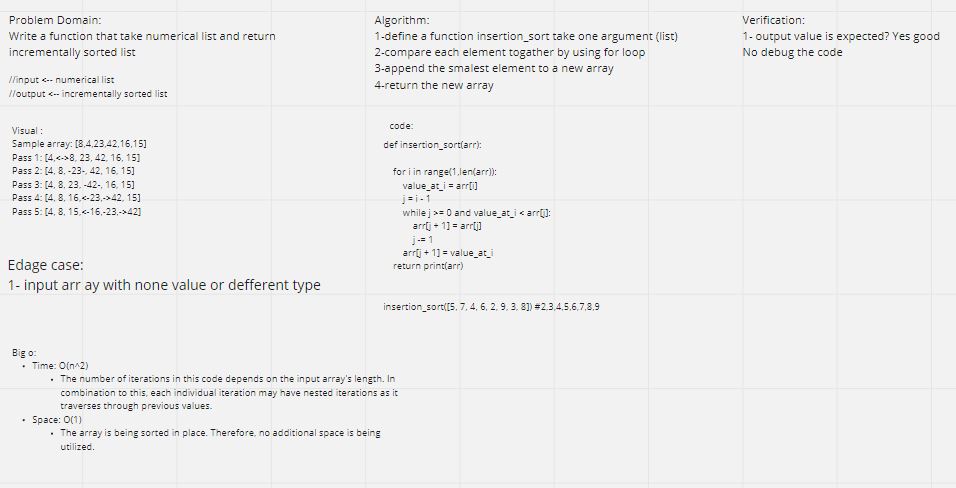 Problem Domain:
Write a function that take numerical list and return
incrementally sorted list
//input <-- numerical list
//output <-- incrementally sorted list
Visual :
Sample array: [8,4,23,42,16,15]
Pass 1: [4,<->8, 23, 42, 16, 15]
Pass 2: [4, 8, -23-, 42, 16, 15]
Pass 3: [4, 8, 23, -42-, 16, 15]
Pass 4: [4, 8, 16,<-23,->42, 15]
Pass 5: [4, 8, 15,<-16,-23,->42]
Edage case:
1- input arr ay with none value or defferent type
Big o:
• Time: O(n^2)
• The number of iterations in this code depends on the input array's length. In
combination to this, each individual iteration may have nested iterations as it
traverses through previous values.
• Space: O(1)
• The array is being sorted in place. Therefore, no additional space is being
utilized.
Algorithm:
1-define a function insertion_sort take one argument (list)
2-compare each element togather by using for loop
3-append the smalest element to a new array
4-return the new array
code:
def insertion_sort(arr):
for i in range(1,len(arr)):
value_at_i = arr[i]
j = i - 1
while j >= 0 and value_at_i < arr[j]:
arr[j + 1] = arr[j]
j -= 1
arr[j + 1] = value_at_i
return print(arr)
insertion_sort([5, 7, 4, 6, 2, 9, 3, 8]) #2,3,4,5,6,7,8,9
Verification:
1- output value is expected? Yes good
No debug the code